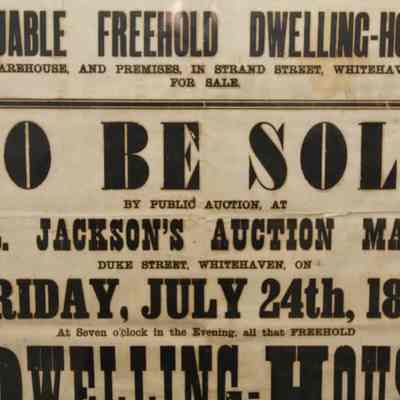 UABLE FREEHOLD DWELLING-HO
AREHOUSE, AND PREMISES, IN STRAND STREET, WHITEHAV
FOR SALE.
O BE SOL
BY PUBLIC AUCTION, AT
. JACKSON'S AUCTION MA
DUKE STREET, WHITEHAVEN, ON
RIDAY, JULY 24th, 18
At Seven o'clock in the Evening, all that FREEHOLD
DWELLING-HOUS